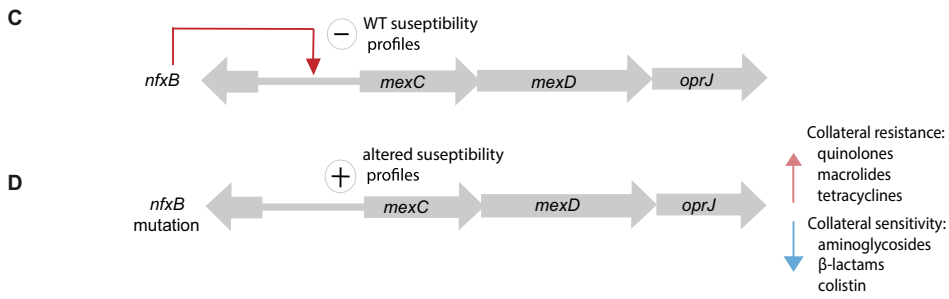 C
WT suseptibility
profiles
−
nfxB
mexC
mexD
oprJ
D
altered suseptibility
profiles
+
nfxB
mutation
mexC
mexD
oprJ
Collateral resistance:
quinolones
macrolides
tetracyclines
Collateral sensitivity:
aminoglycosides
β-lactams
colistin